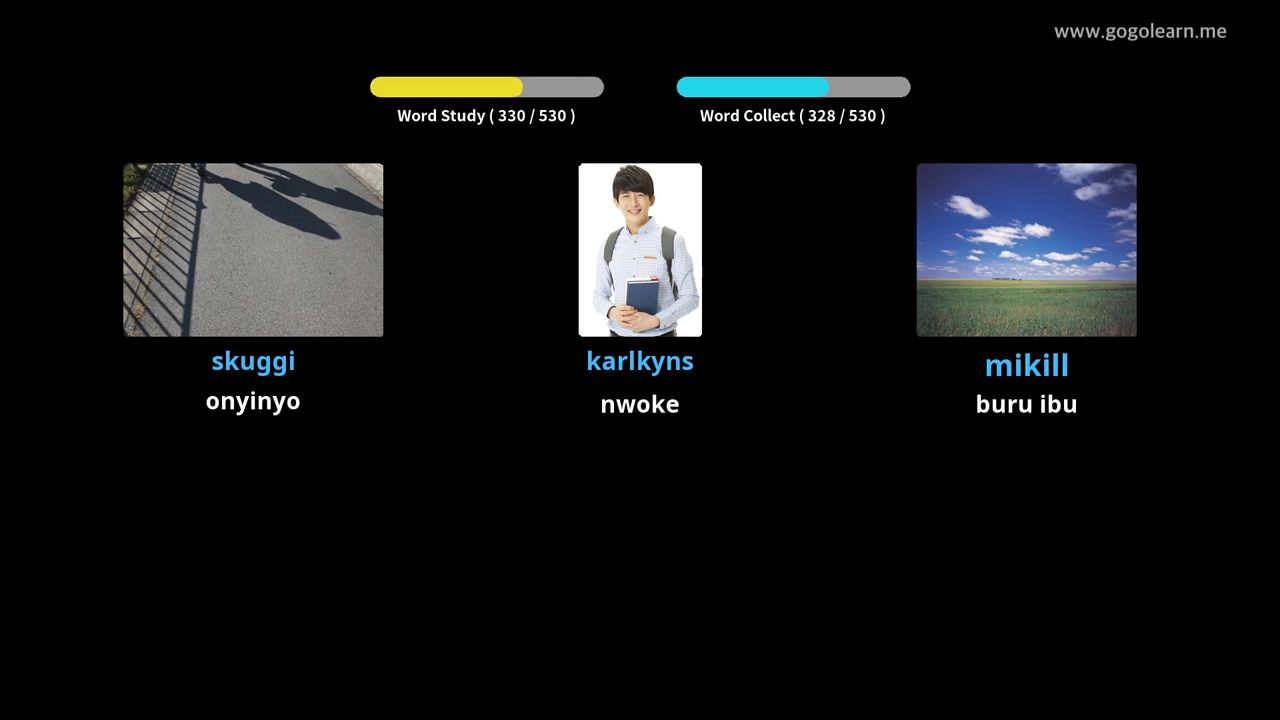 www.gogolearn.me
Word Study ( 330 / 530 )
Word Collect ( 328 / 530 )
skuggi
onyinyo
karlkyns
nwoke
mikill
buru ibu